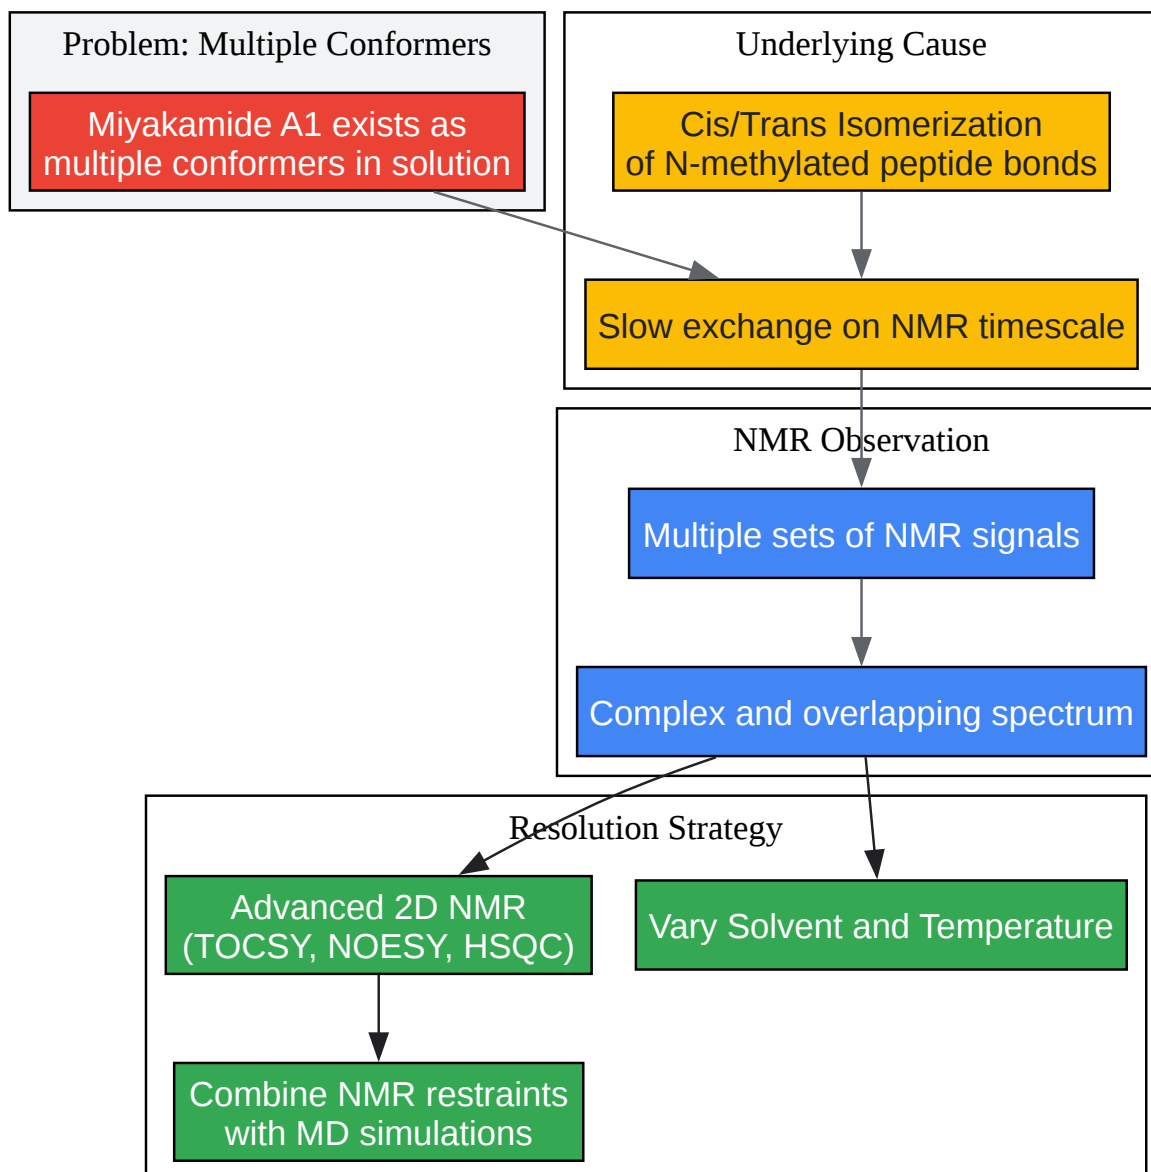 Problem: Multiple Conformers
Miyakamide A1 exists as
multiple conformers in solution
Underlying Cause
Cis/Trans Isomerization
of N-methylated peptide bonds
Slow exchange on NMR timescale
NMR Observation
Multiple sets of NMR signals
Complex and overlapping spectrum
Resolution Strategy
Advanced 2D NMR
(TOCSY, NOESY, HSQC)
Vary Solvent and Temperature
Combine NMR restraints
with MD simulations